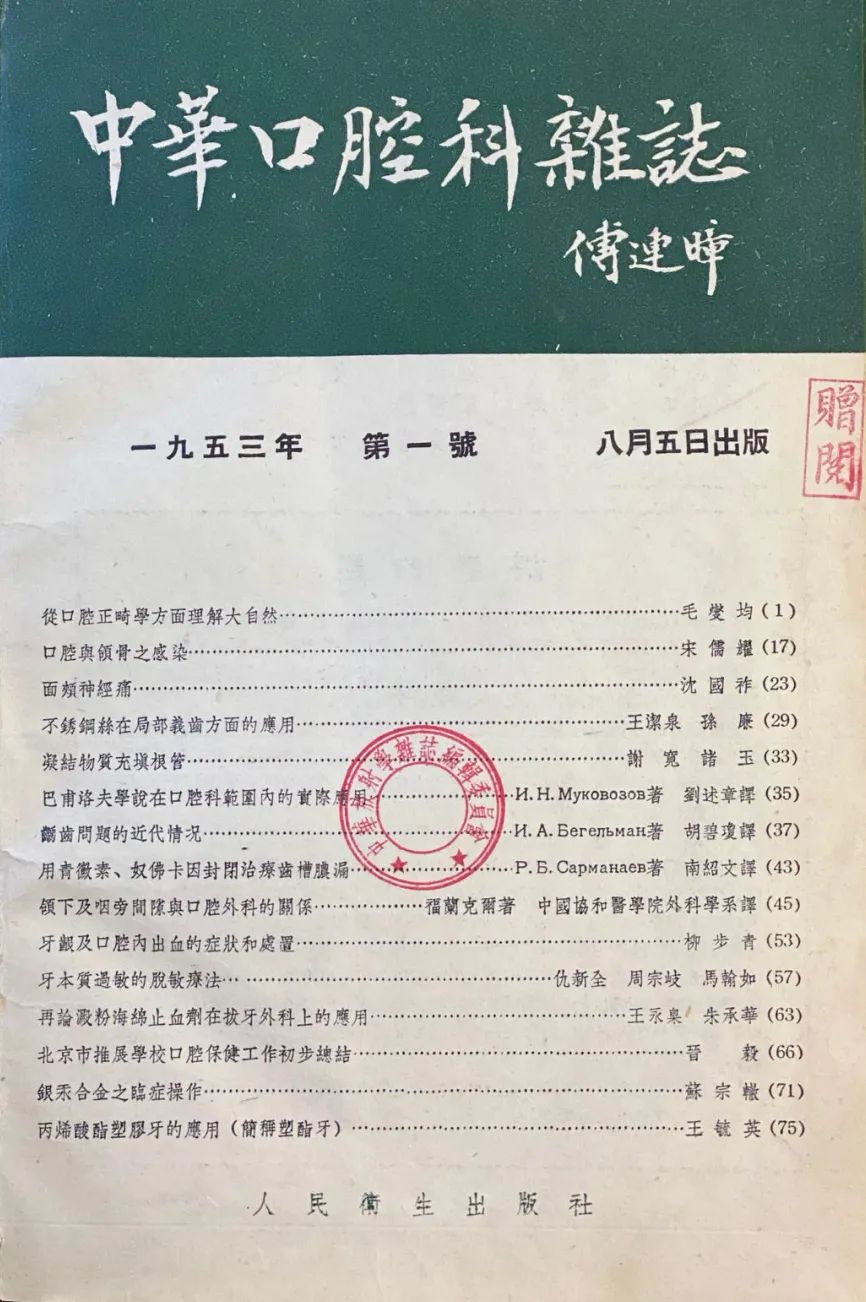 中華口腔科雜誌
傅連暲
贈閱
一九五三年 第一號 八月五日出版
從口腔正畸學方面理解大自然……毛燮均(1)
口腔與頜骨之感染……宋儒耀(17)
面頰神經痛……沈國祚(23)
不銹鋼絲在局部義齒方面的應用……王潔泉 孫廉(29)
凝結物質充塡根管……謝寬 諸玉(33)
巴甫洛夫學說在口腔科範圍內的實際應用……И.Н.Муковозов著 劉述章譯(35)
齲齒問題的近代情况……И.А.Бегельман著 胡碧瓊譯(37)
用青黴素、奴佛卡因封閉治療齒槽膿漏……Р.Б.Сарманаев著 南紹文譯(43)
頜下及咽旁間隙與口腔外科的關係……福蘭克爾著 中國協和醫學院外科學系譯(45)
牙齦及口腔內出血的症狀和處置……柳步青(53)
牙本質過敏的脫敏療法……仇新全 周宗岐 馬翰如(57)
再論澱粉海綿止血劑在拔牙外科上的應用……王永臬 朱承華(63)
北京市推展學校口腔保健工作初步總結……晉毅(66)
銀汞合金之臨症操作……蘇宗轍(71)
丙烯酸酯塑膠牙的應用(簡稱塑酯牙)……王毓英(75)
中華放射學雜誌編輯委員會
人民衛生出版社